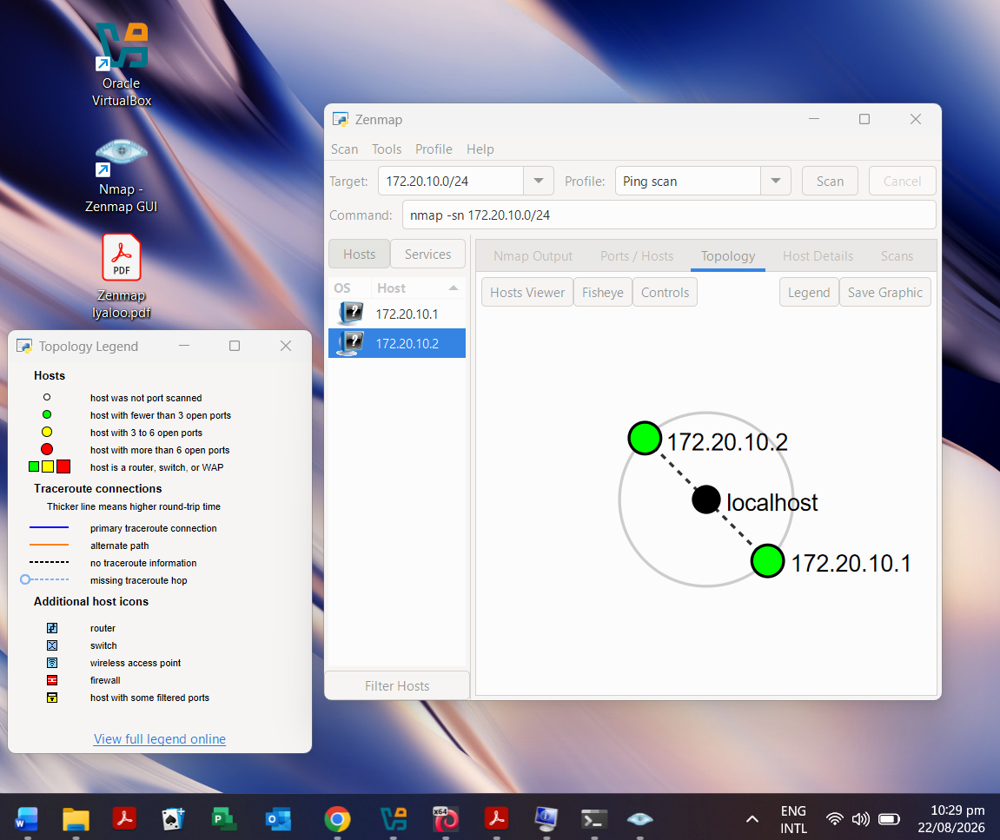 Oracle
VirtualBox
Nmap -
Zenmap GUI
PDF
Zenmap
Iyaloo.pdf
Zenmap
Scan Tools Profile Help
Target: 172.20.10.0/24 Profile: Ping scan Scan Cancel
Command: nmap -sn 172.20.10.0/24
Hosts Services
OS Host
172.20.10.1
172.20.10.2
Filter Hosts
Nmap Output Ports / Hosts Topology Host Details Scans
Hosts Viewer Fisheye Controls Legend Save Graphic
172.20.10.2
localhost
172.20.10.1
Topology Legend
Hosts
host was not port scanned
host with fewer than 3 open ports
host with 3 to 6 open ports
host with more than 6 open ports
host is a router, switch, or WAP
Traceroute connections
Thicker line means higher round-trip time
primary traceroute connection
alternate path
no traceroute information
missing traceroute hop
Additional host icons
router
switch
wireless access point
firewall
host with some filtered ports
View full legend online
X64
ENG
INTL
10:29 pm
22/08/2026